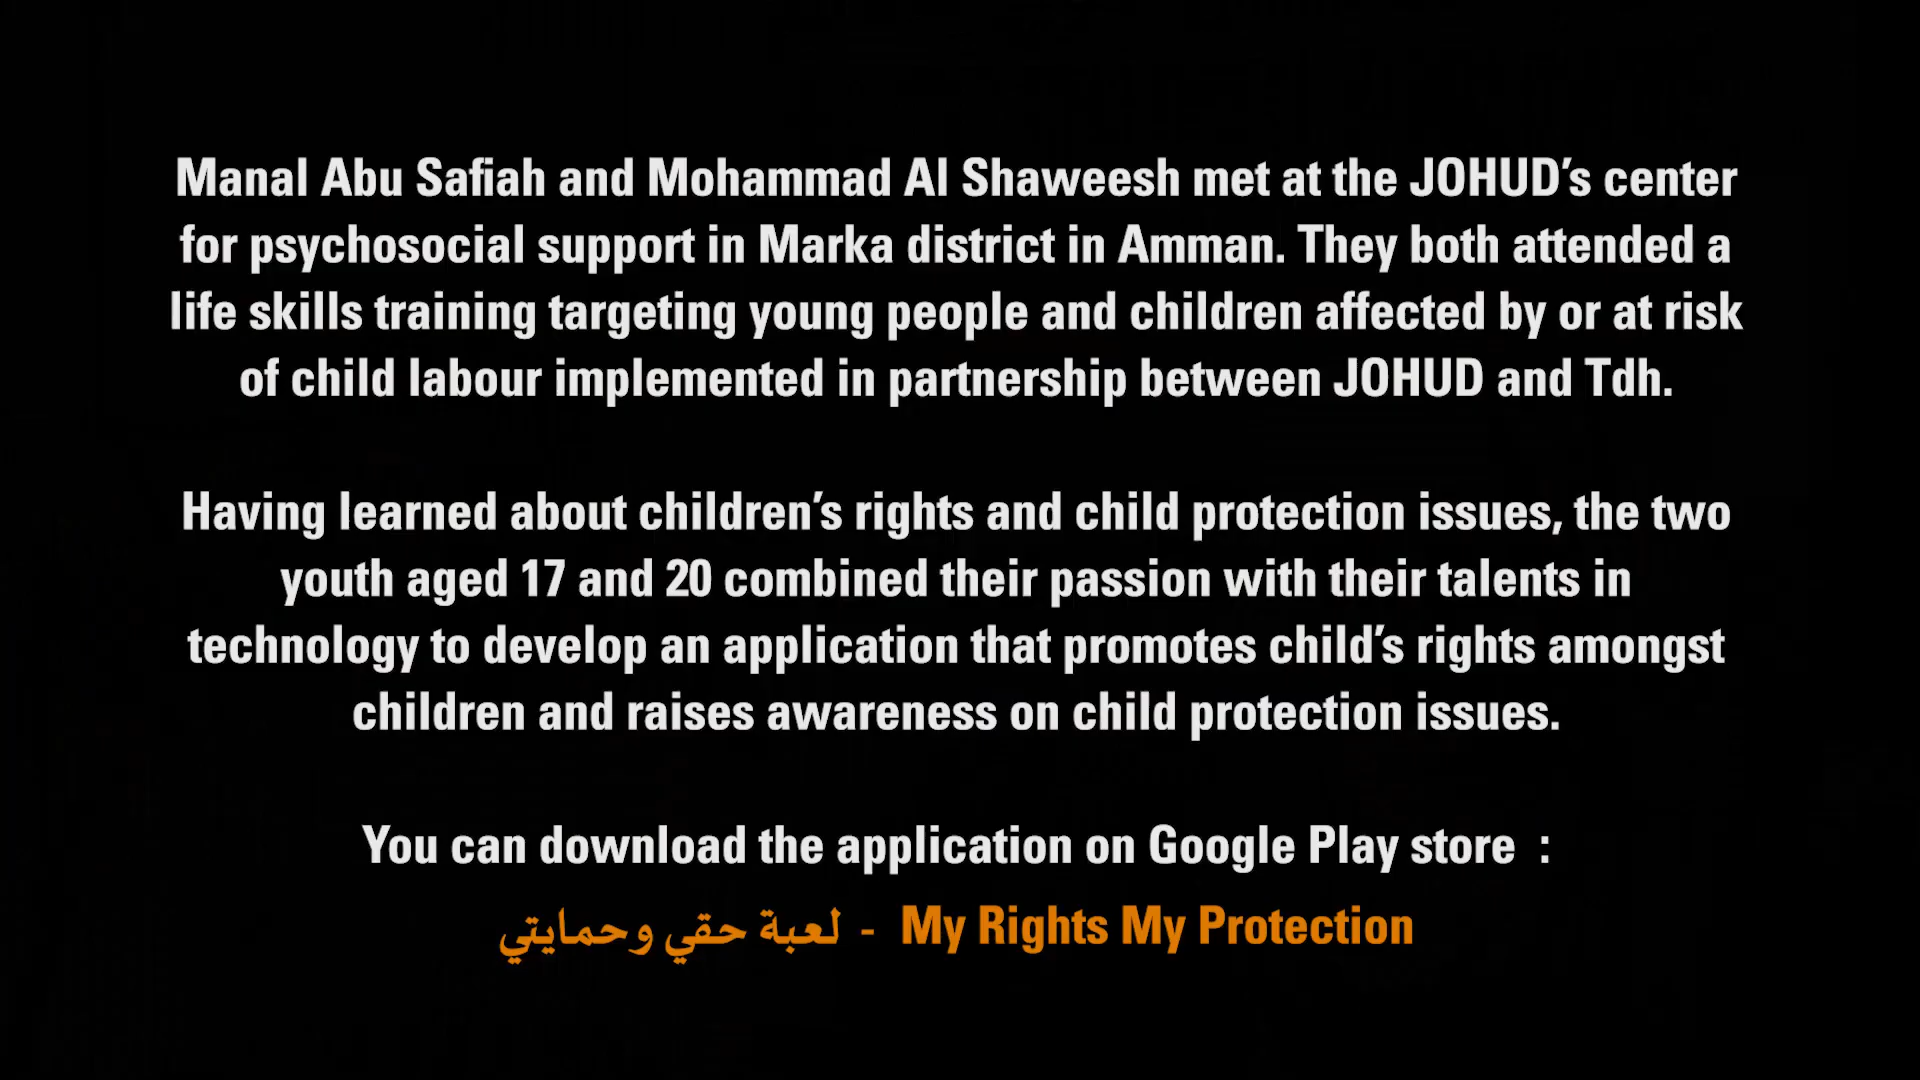 Manal Abu Safiah and Mohammad Al Shaweesh met at the JOHUD’s center
for psychosocial support in Marka district in Amman. They both attended a
life skills training targeting young people and children affected by or at risk
of child labour implemented in partnership between JOHUD and Tdh.
Having learned about children’s rights and child protection issues, the two
youth aged 17 and 20 combined their passion with their talents in
technology to develop an application that promotes child’s rights amongst
children and raises awareness on child protection issues.
You can download the application on Google Play store :
لعبة حقي وحمايتي - My Rights My Protection